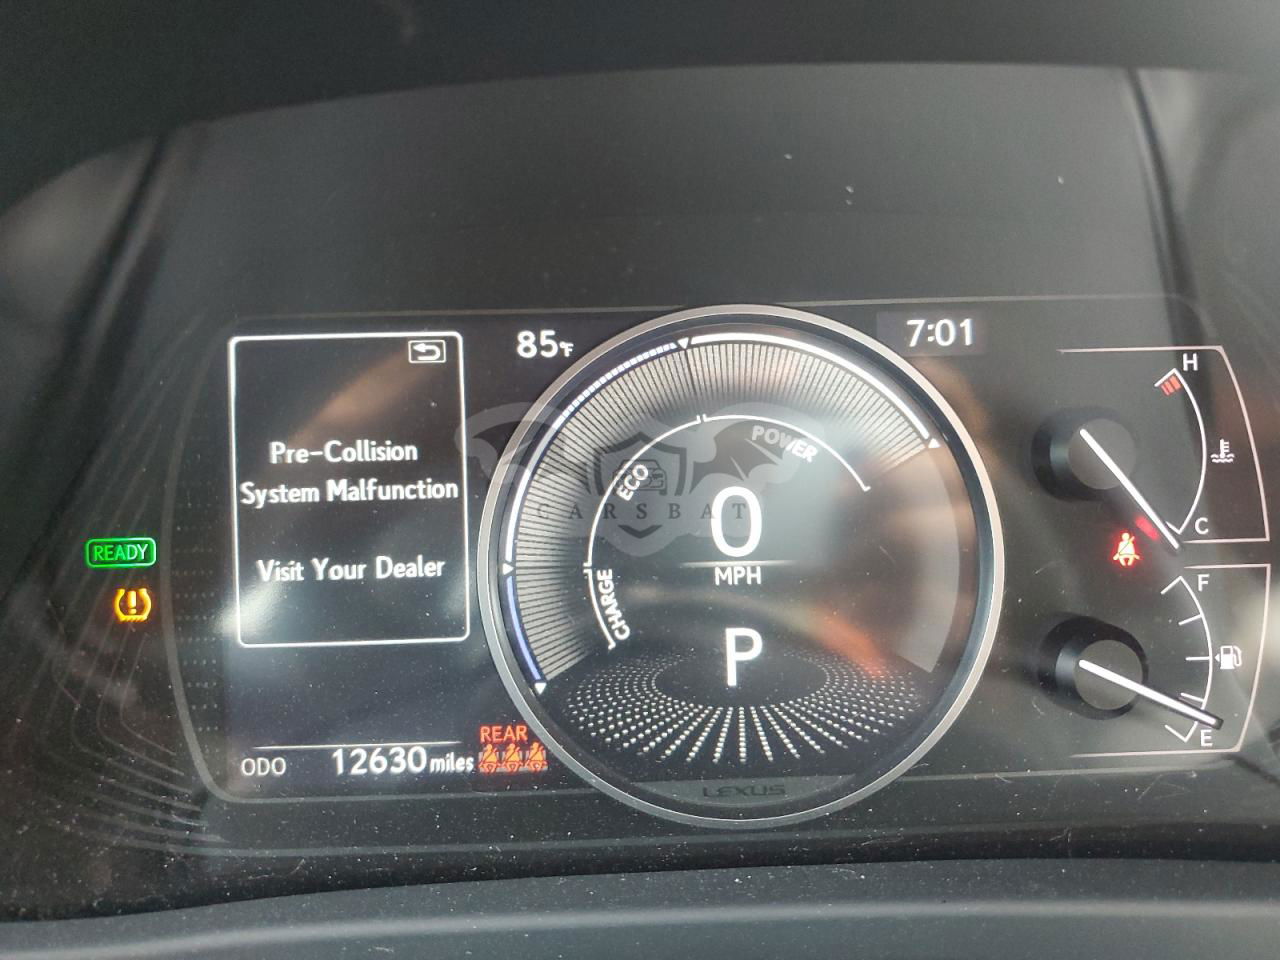 85°F
7:01
H
Pre-Collision
System Malfunction
Visit Your Dealer
POWER
ECO
CARSBAT
0
MPH
CHARGE
C
READY
F
P
REAR
ODO 12630 miles
E
LEXUS